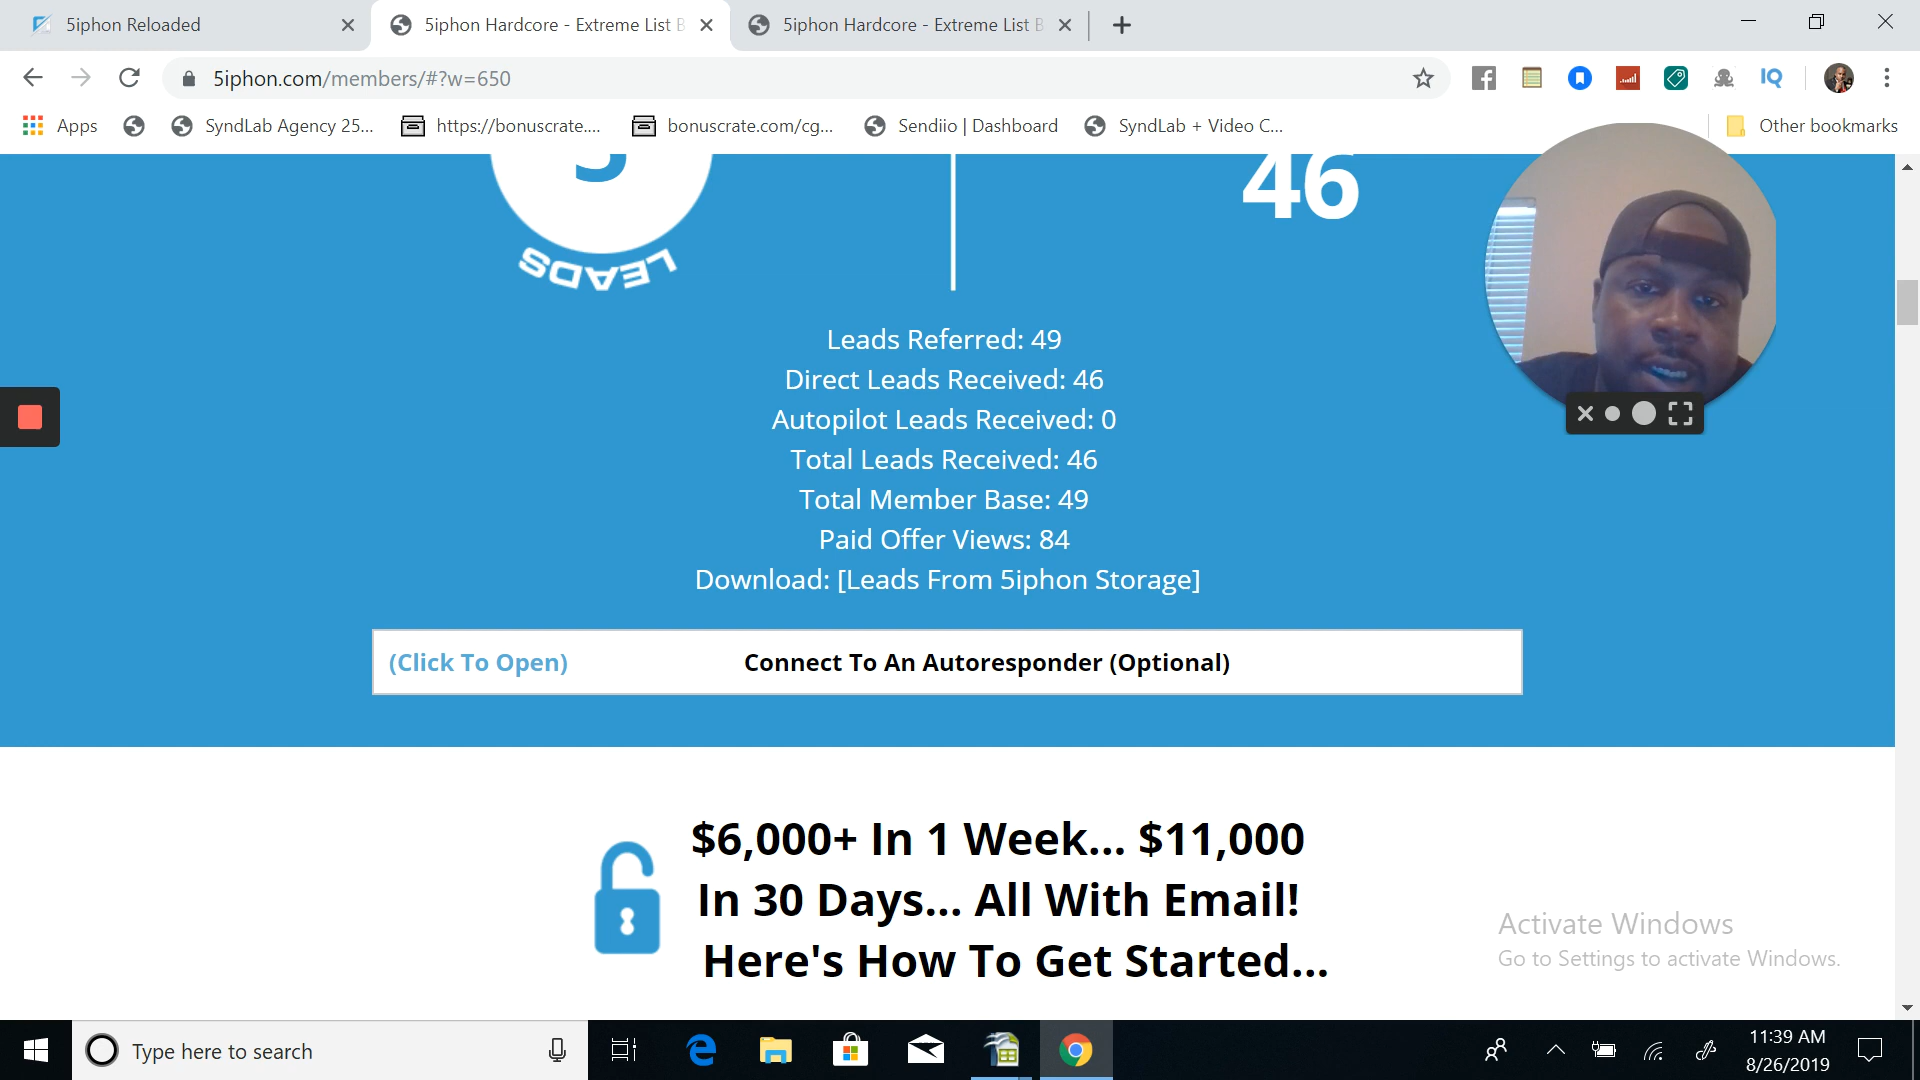 5iphon Reloaded
5iphon Hardcore - Extreme List B
5iphon Hardcore - Extreme List B
5iphon.com/members/#?w=650
IQ
Apps
SyndLab Agency 25...
https://bonuscrate....
bonuscrate.com/cg...
Sendiio | Dashboard
SyndLab + Video C...
Other bookmarks
46
LEADS
Leads Referred: 49
Direct Leads Received: 46
Autopilot Leads Received: 0
Total Leads Received: 46
Total Member Base: 49
Paid Offer Views: 84
Download: [Leads From 5iphon Storage]
(Click To Open) Connect To An Autoresponder (Optional)
$6,000+ In 1 Week... $11,000
In 30 Days... All With Email!
Here's How To Get Started...
Activate Windows
Go to Settings to activate Windows.
Type here to search
11:39 AM
8/26/2019